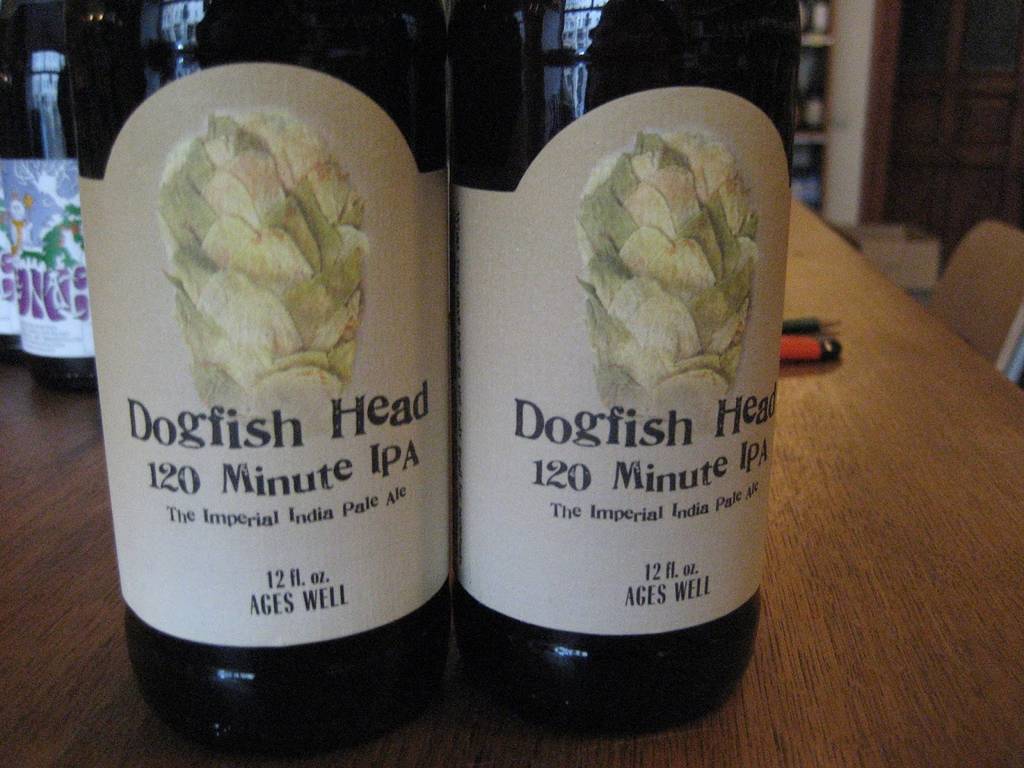 Dogfish Head
120 Minute IPA
The Imperial India Pale Ale
12 fl. oz.
AGES WELL
Dogfish Head
120 Minute IPA
The Imperial India Pale Ale
12 fl. oz.
AGES WELL